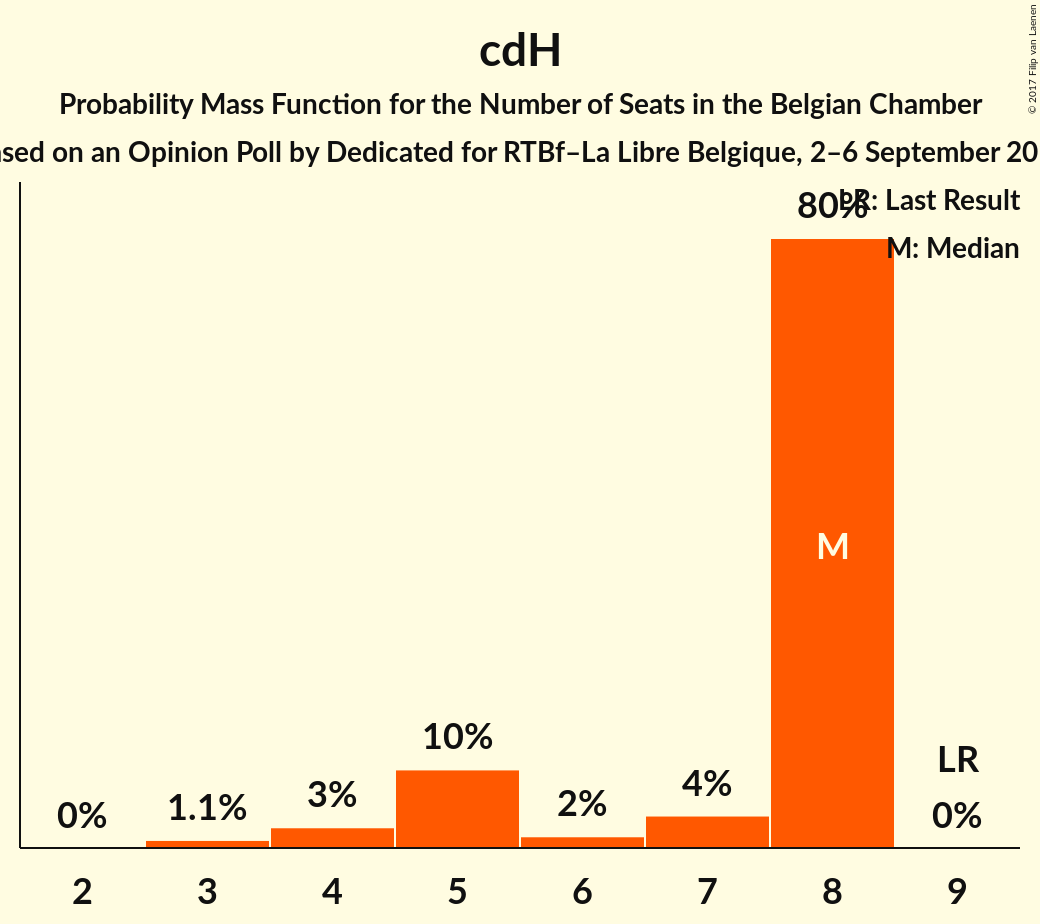 cdH
Probability Mass Function for the Number of Seats in the Belgian Chamber
on an Opinion Poll by Dedicated for RTBf–La Libre Belgique, 2–6 September
LR: Last Result
M: Median
80%
M
10%
LR
4%
3%
2%
1.1%
0%
0%
2 3 4 5 6 7 8 9
© 2017 Filip van Laenen